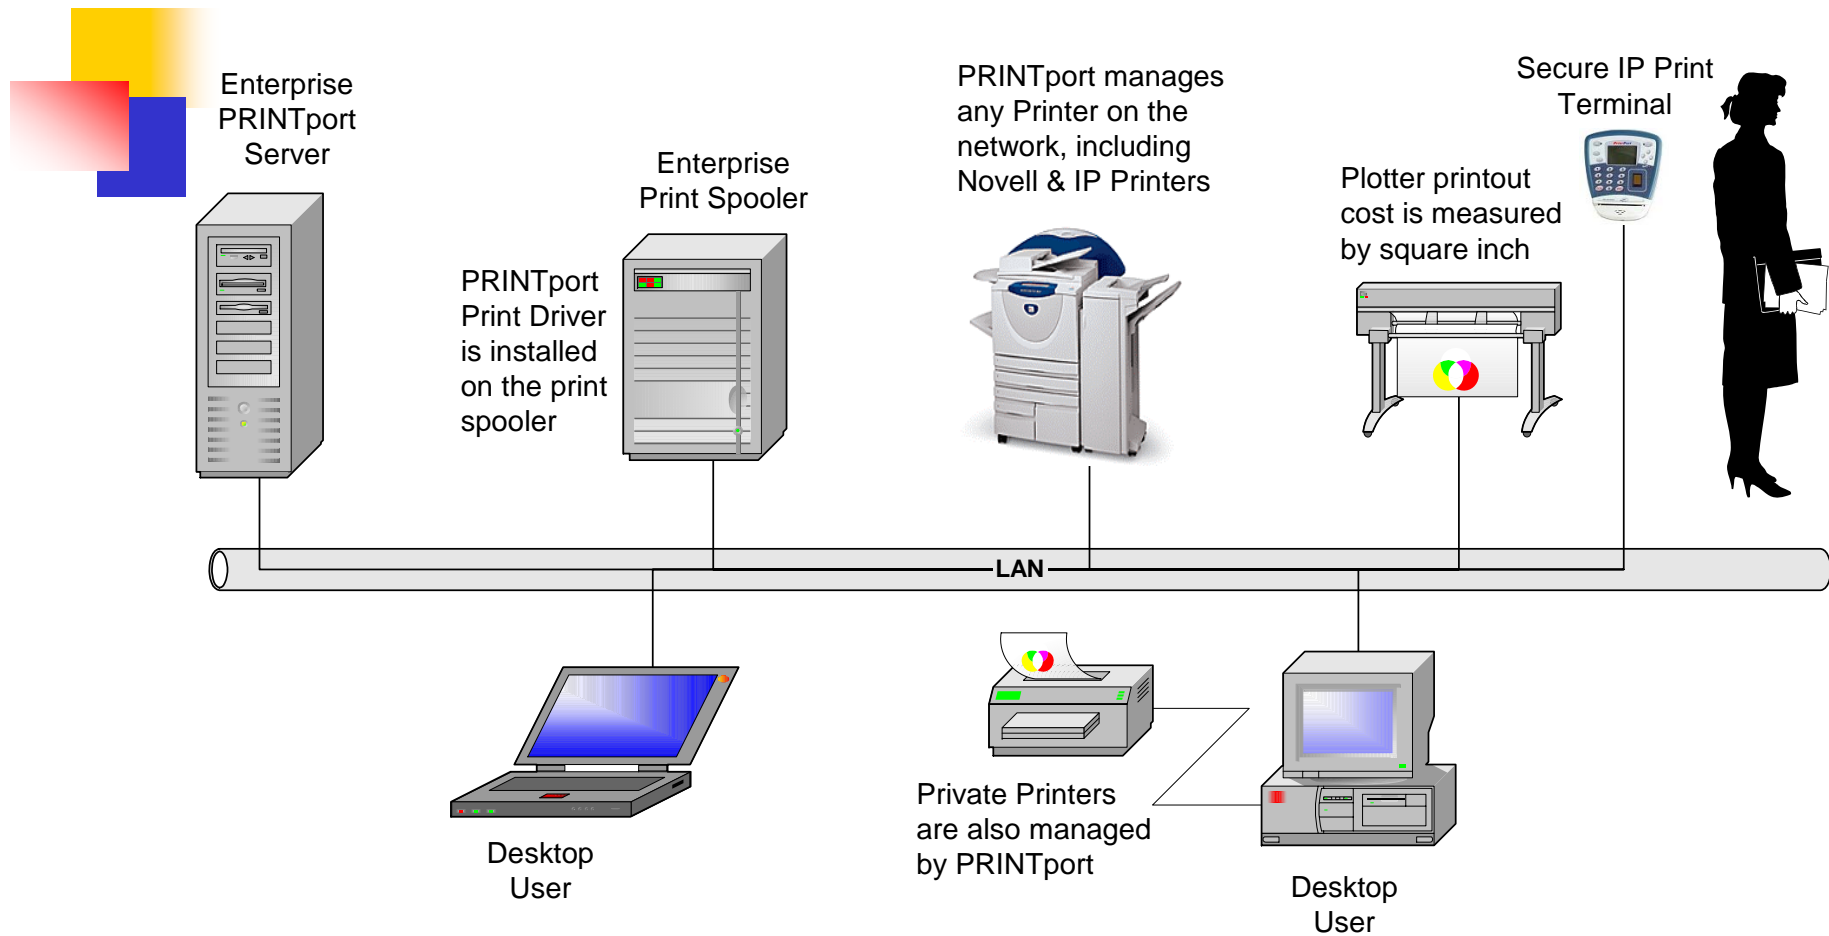 Enterprise
PRINTport
Server
Enterprise
Print Spooler
PRINTport
Print Driver
is installed
on the print
spooler
PRINTport manages
any Printer on the
network, including
Novell & IP Printers
Plotter printout
cost is measured
by square inch
Secure IP Print
Terminal
LAN
Desktop
User
Private Printers
are also managed
by PRINTport
Desktop
User